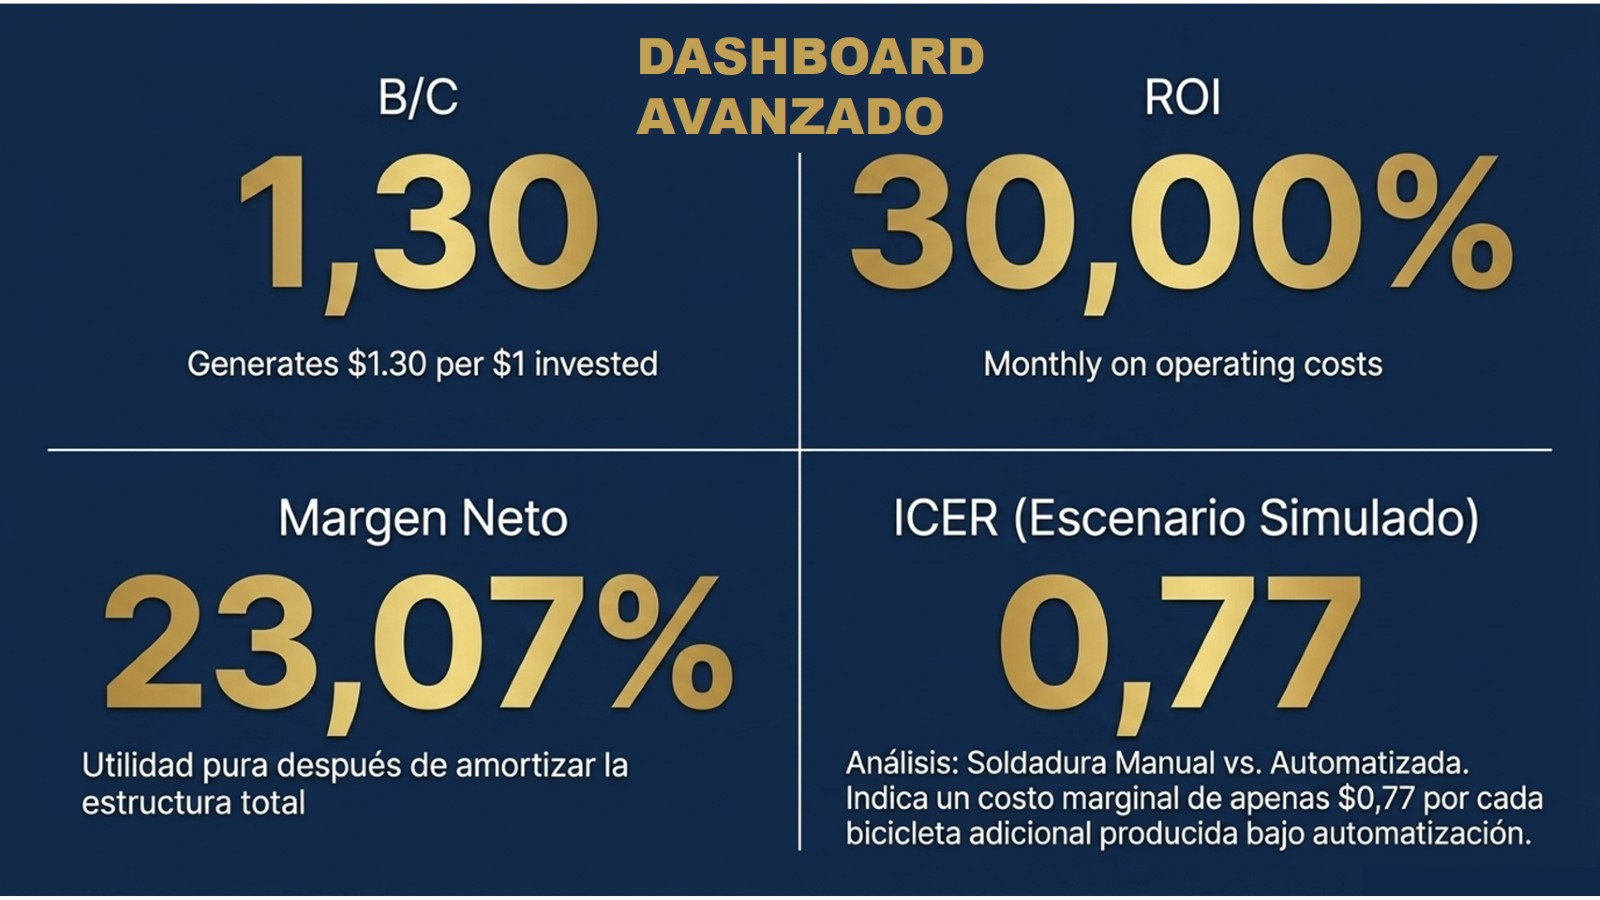 DASHBOARD
AVANZADO
B/C
1,30
Generates $1.30 per $1 invested
ROI
30,00%
Monthly on operating costs
Margen Neto
23,07%
Utilidad pura después de amortizar la
estructura total
ICER (Escenario Simulado)
0,77
Análisis: Soldadura Manual vs. Automatizada.
Indica un costo marginal de apenas $0,77 por cada
bicicleta adicional producida bajo automatización.